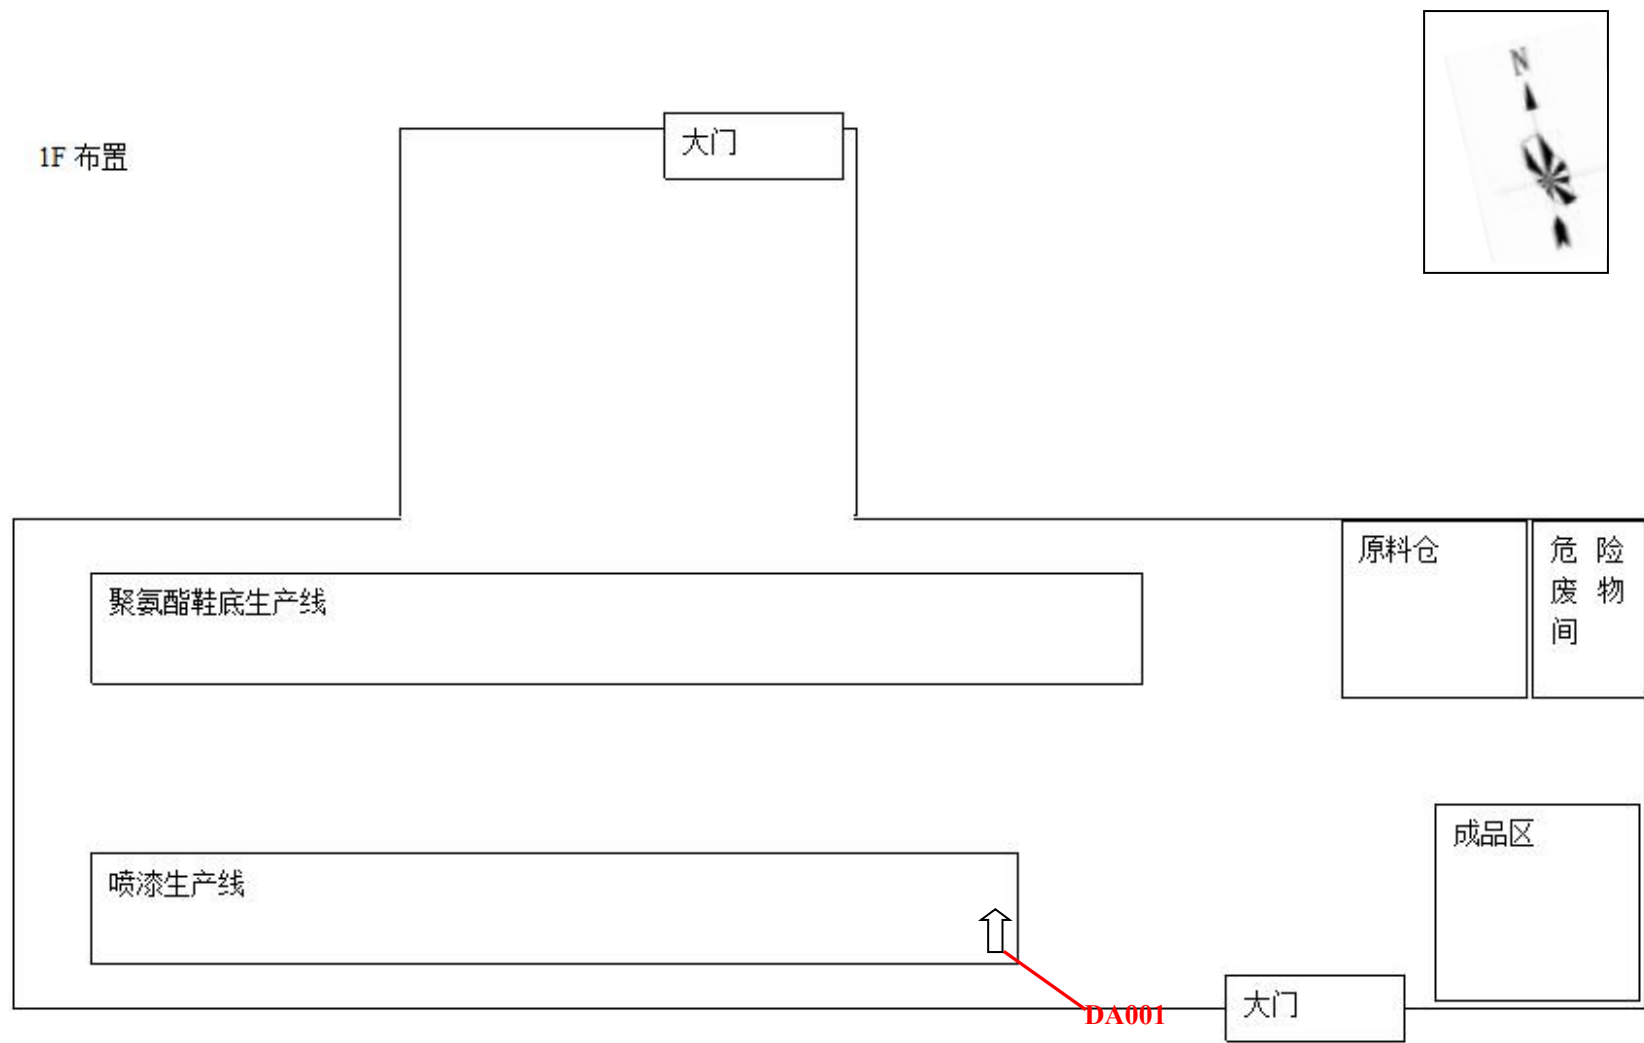 N
大门
1F 布置
原料仓
危 险
废 物
间
聚氨酯鞋底生产线
成品区
喷漆生产线
大门
DA001